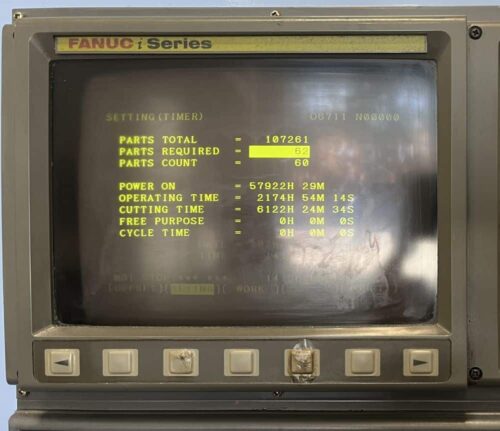 FANUC i Series
SETTING(TIMER) O6711 N00000
PARTS TOTAL = 107261
PARTS REQUIRED = 62
PARTS COUNT = 60
POWER ON = 57922H 29M
OPERATING TIME = 2174H 54M 14S
CUTTING TIME = 6122H 24M 34S
FREE PURPOSE = 0H 0M 0S
CYCLE TIME = 0H 0M 0S